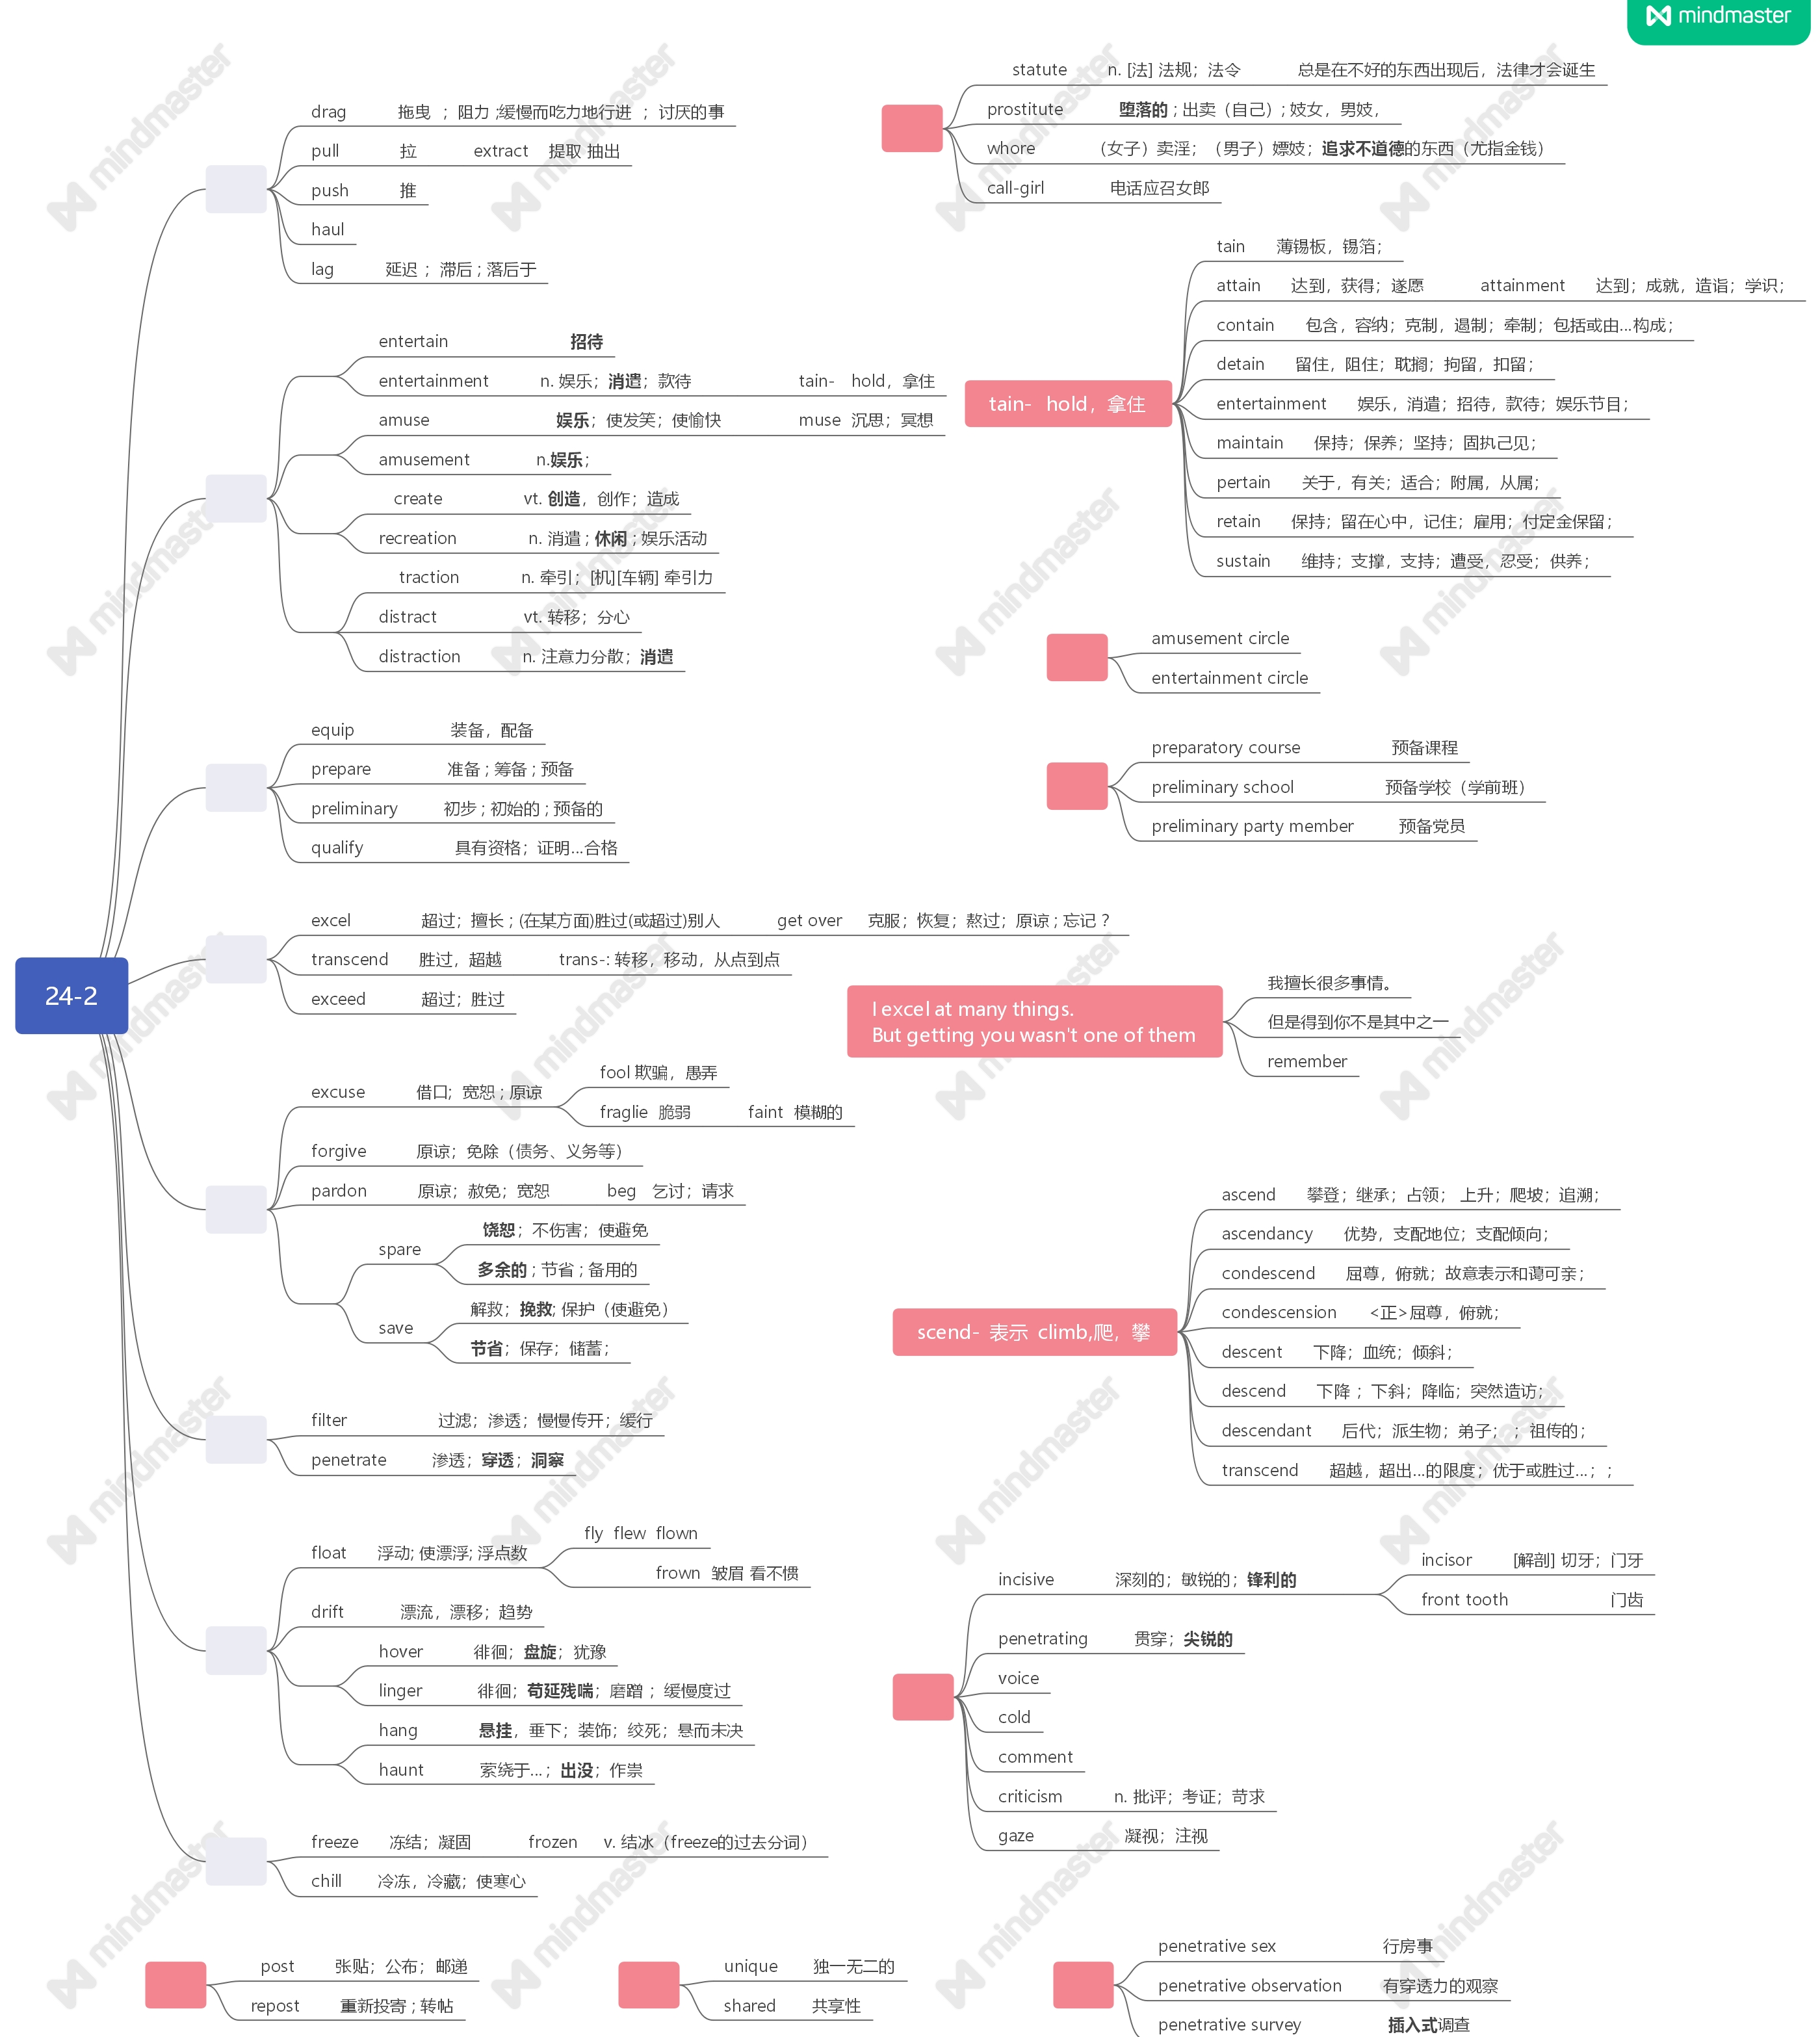 mindmaster
24-2
drag 拖曳 ；阻力 ;缓慢而吃力地行进 ；讨厌的事
pull 拉 extract 提取 抽出
push 推
haul
lag 延迟 ；滞后 ; 落后于
entertain 招待
entertainment n. 娱乐；消遣；款待 tain- hold，拿住
amuse 娱乐；使发笑；使愉快 muse 沉思；冥想
amusement n.娱乐；
create vt. 创造，创作；造成
recreation n. 消遣 ; 休闲 ; 娱乐活动
traction n. 牵引；[机][车辆] 牵引力
distract vt. 转移；分心
distraction n. 注意力分散；消遣
equip 装备，配备
prepare 准备 ; 筹备 ; 预备
preliminary 初步 ; 初始的 ; 预备的
qualify 具有资格；证明...合格
excel 超过；擅长 ; (在某方面)胜过(或超过)别人 get over 克服；恢复；熬过；原谅 ; 忘记 ?
transcend 胜过，超越 trans-: 转移，移动，从点到点
exceed 超过；胜过
excuse 借口；宽恕 ; 原谅
fool 欺骗，愚弄
fraglie 脆弱 faint 模糊的
forgive 原谅；免除（债务、义务等）
pardon 原谅；赦免；宽恕 beg 乞讨；请求
spare
饶恕；不伤害；使避免
多余的 ; 节省 ; 备用的
save
解救；挽救; 保护（使避免）
节省；保存；储蓄；
filter 过滤；渗透；慢慢传开；缓行
penetrate 渗透；穿透；洞察
float 浮动; 使漂浮; 浮点数
fly flew flown
frown 皱眉 看不惯
drift 漂流，漂移；趋势
hover 徘徊；盘旋；犹豫
linger 徘徊；苟延残喘；磨蹭 ；缓慢度过
hang 悬挂，垂下；装饰；绞死；悬而未决
haunt 萦绕于...；出没；作祟
freeze 冻结；凝固 frozen v. 结冰（freeze的过去分词）
chill 冷冻，冷藏；使寒心
statute n. [法] 法规；法令 总是在不好的东西出现后，法律才会诞生
prostitute 堕落的 ; 出卖（自己）; 妓女，男妓，
whore （女子）卖淫；（男子）嫖妓；追求不道德的东西（尤指金钱）
call-girl 电话应召女郎
tain- hold，拿住
tain 薄锡板，锡箔；
attain 达到，获得；遂愿 attainment 达到；成就，造诣；学识；
contain 包含，容纳；克制，遏制；牵制；包括或由...构成；
detain 留住，阻住；耽搁；拘留，扣留；
entertainment 娱乐，消遣；招待，款待；娱乐节目；
maintain 保持；保养；坚持；固执己见；
pertain 关于，有关；适合；附属，从属；
retain 保持；留在心中，记住；雇用；付定金保留；
sustain 维持；支撑，支持；遭受，忍受；供养；
amusement circle
entertainment circle
preparatory course 预备课程
preliminary school 预备学校（学前班）
preliminary party member 预备党员
I excel at many things.
But getting you wasn't one of them
我擅长很多事情。
但是得到你不是其中之一
remember
scend- 表示 climb,爬，攀
ascend 攀登；继承；占领； 上升；爬坡；追溯；
ascendancy 优势，支配地位；支配倾向；
condescend 屈尊，俯就；故意表示和蔼可亲；
condescension <正>屈尊，俯就；
descent 下降；血统；倾斜；
descend 下降 ；下斜；降临；突然造访；
descendant 后代；派生物；弟子； ；祖传的；
transcend 超越，超出...的限度；优于或胜过...；；
incisive 深刻的；敏锐的；锋利的
incisor [解剖] 切牙；门牙
front tooth 门齿
penetrating 贯穿；尖锐的
voice
cold
comment
criticism n. 批评；考证；苛求
gaze 凝视；注视
post 张贴；公布；邮递
repost 重新投寄 ; 转帖
unique 独一无二的
shared 共享性
penetrative sex 行房事
penetrative observation 有穿透力的观察
penetrative survey 插入式调查